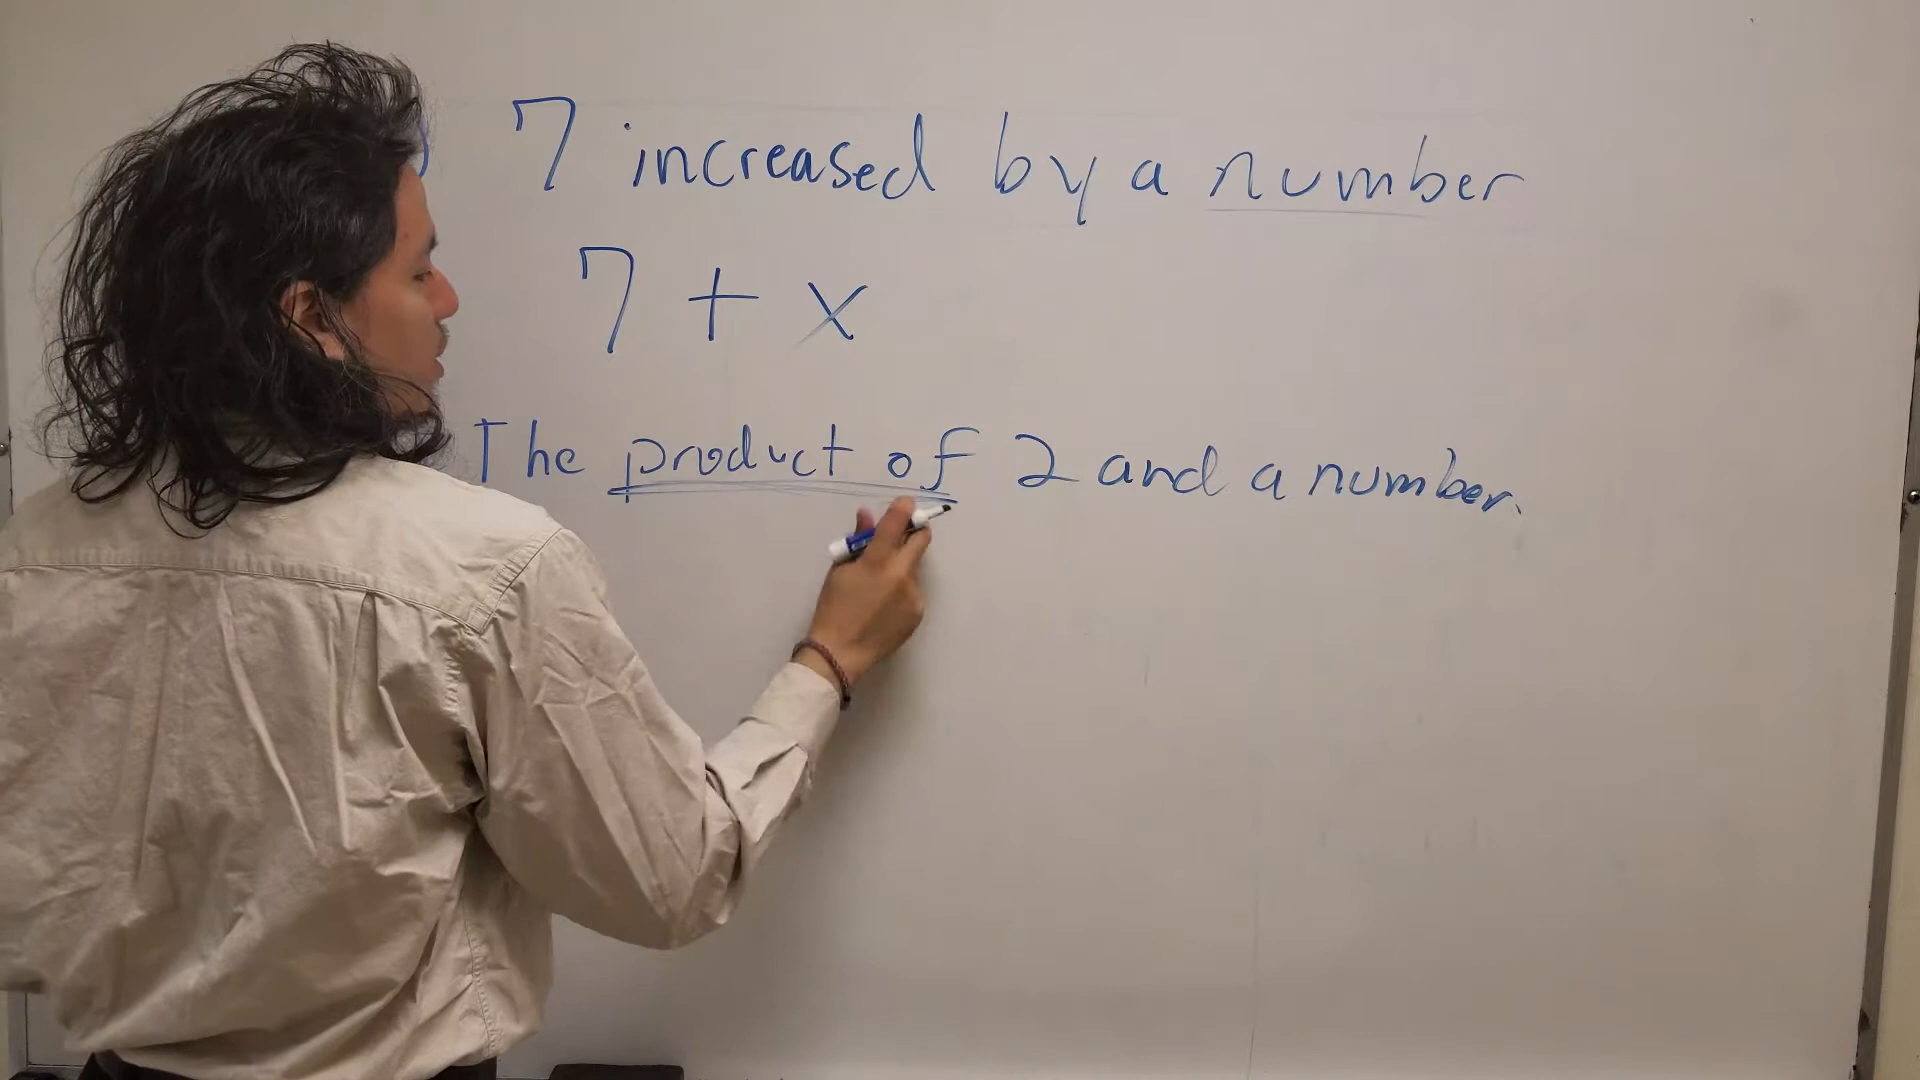 ) 7 increased by a number
7 + x
The product of 2 and a number.